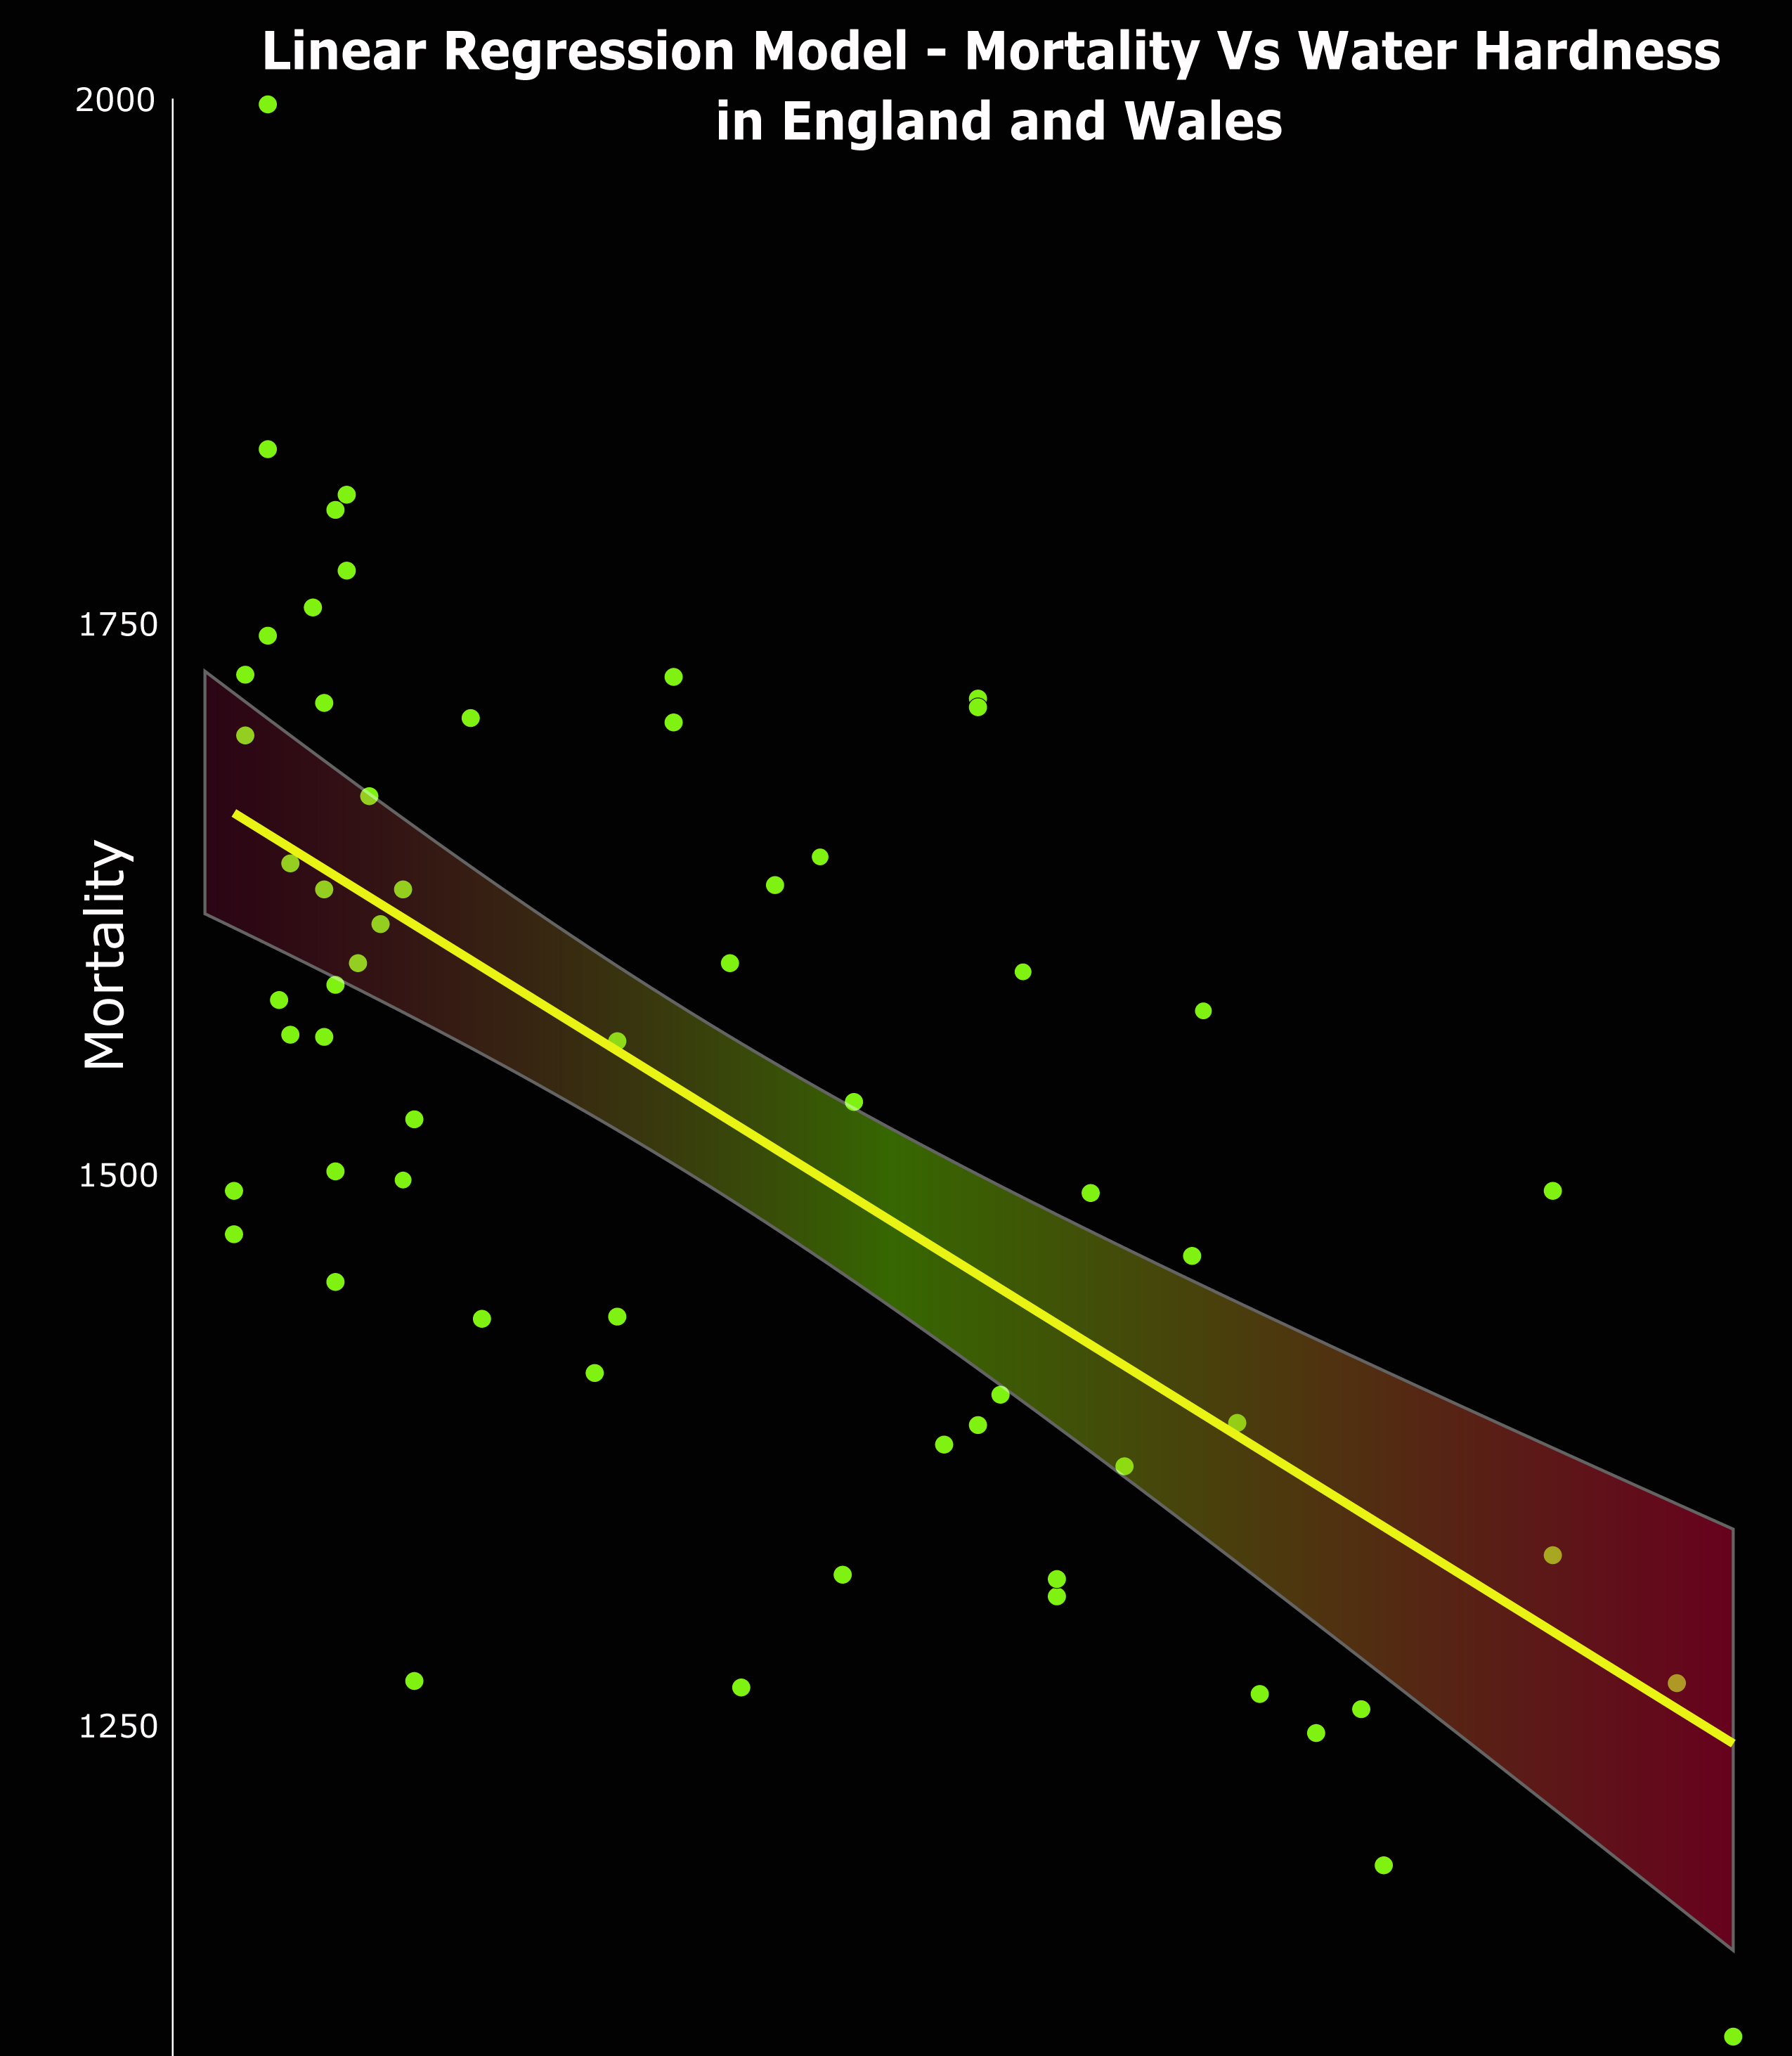 Linear Regression Model - Mortality Vs Water Hardness
in England and Wales
2000
1750
Mortality
1500
1250